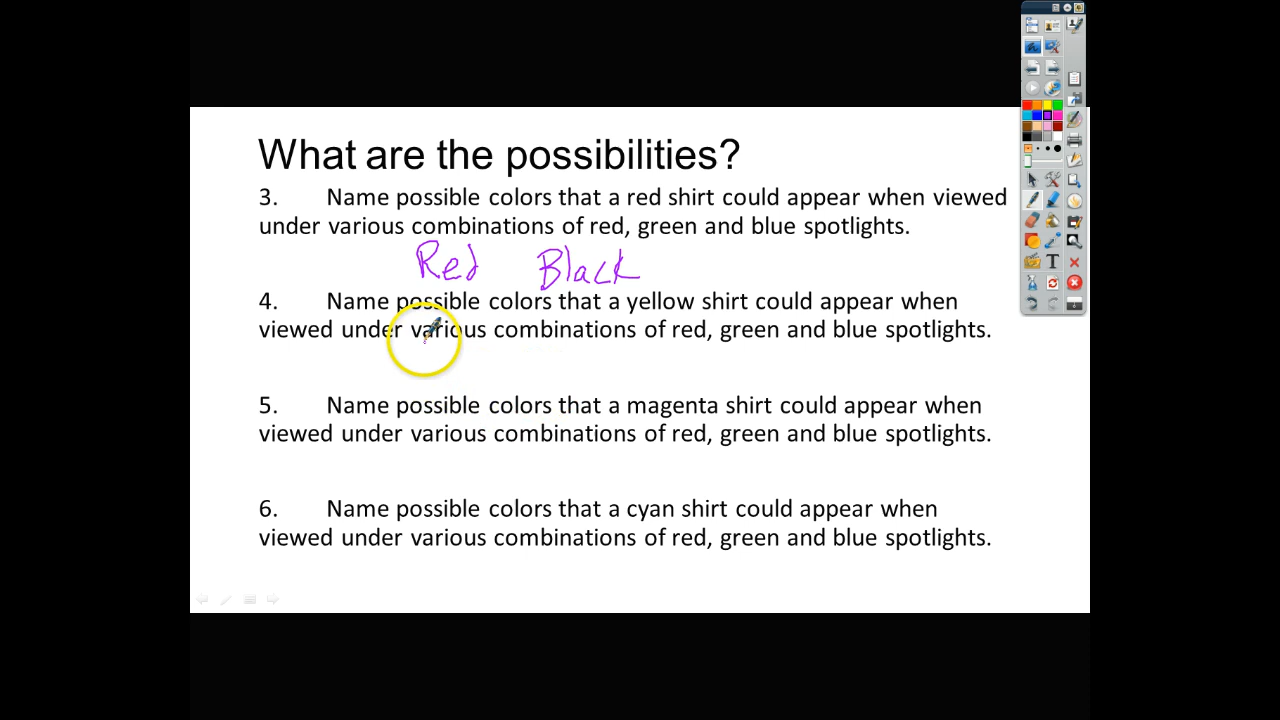 What are the possibilities?
3. Name possible colors that a red shirt could appear when viewed
under various combinations of red, green and blue spotlights.
Red Black
4. Name possible colors that a yellow shirt could appear when
viewed under various combinations of red, green and blue spotlights.
5. Name possible colors that a magenta shirt could appear when
viewed under various combinations of red, green and blue spotlights.
6. Name possible colors that a cyan shirt could appear when
viewed under various combinations of red, green and blue spotlights.